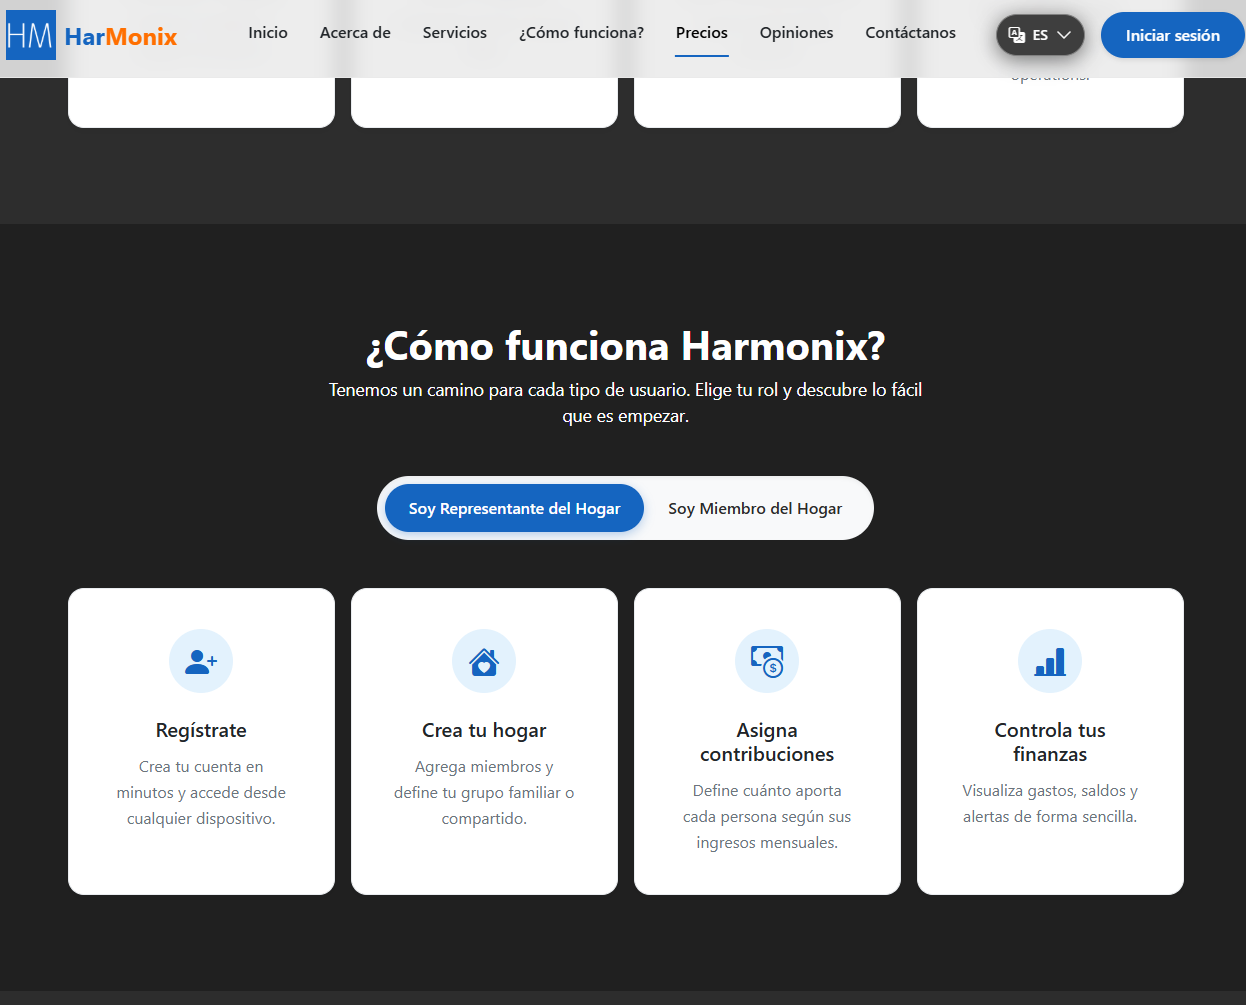 HM HarMonix
Inicio Acerca de Servicios ¿Cómo funciona? Precios Opiniones Contáctanos ES Iniciar sesión
¿Cómo funciona Harmonix?
Tenemos un camino para cada tipo de usuario. Elige tu rol y descubre lo fácil
que es empezar.
Soy Representante del Hogar Soy Miembro del Hogar
Regístrate
Crea tu cuenta en
minutos y accede desde
cualquier dispositivo.
Crea tu hogar
Agrega miembros y
define tu grupo familiar o
compartido.
Asigna
contribuciones
Define cuánto aporta
cada persona según sus
ingresos mensuales.
Controla tus
finanzas
Visualiza gastos, saldos y
alertas de forma sencilla.